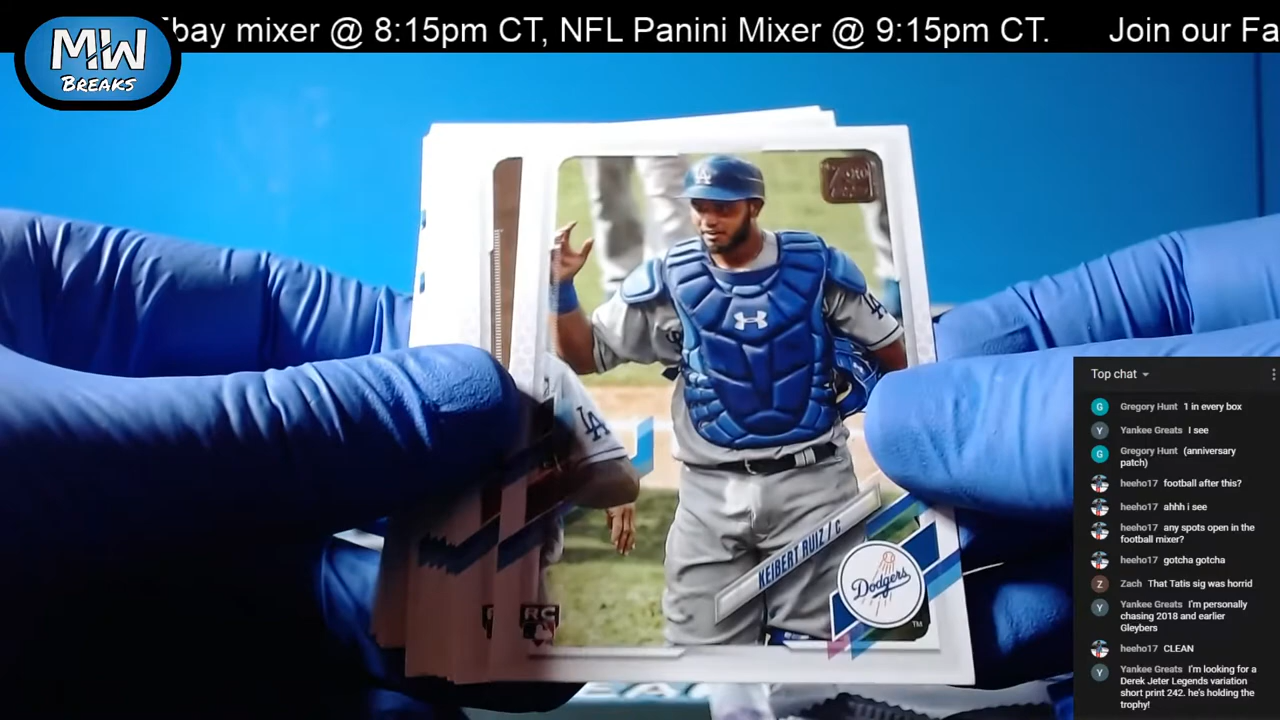 bay mixer @ 8:15pm CT, NFL Panini Mixer @ 9:15pm CT. Join our Fa
MW
BREAKS
70
LA
LA
LA
KEIBERT RUIZ / C
Dodgers
TM
RC
Top chat
G Gregory Hunt 1 in every box
Y Yankee Greats I see
G Gregory Hunt (anniversary
patch)
heeho17 football after this?
heeho17 ahhh i see
heeho17 any spots open in the
football mixer?
heeho17 gotcha gotcha
Z Zach That Tatis sig was horrid
Y Yankee Greats I'm personally
chasing 2018 and earlier
Gleybers
heeho17 CLEAN
Y Yankee Greats I'm looking for a
Derek Jeter Legends variation
short print 242. he's holding the
trophy!